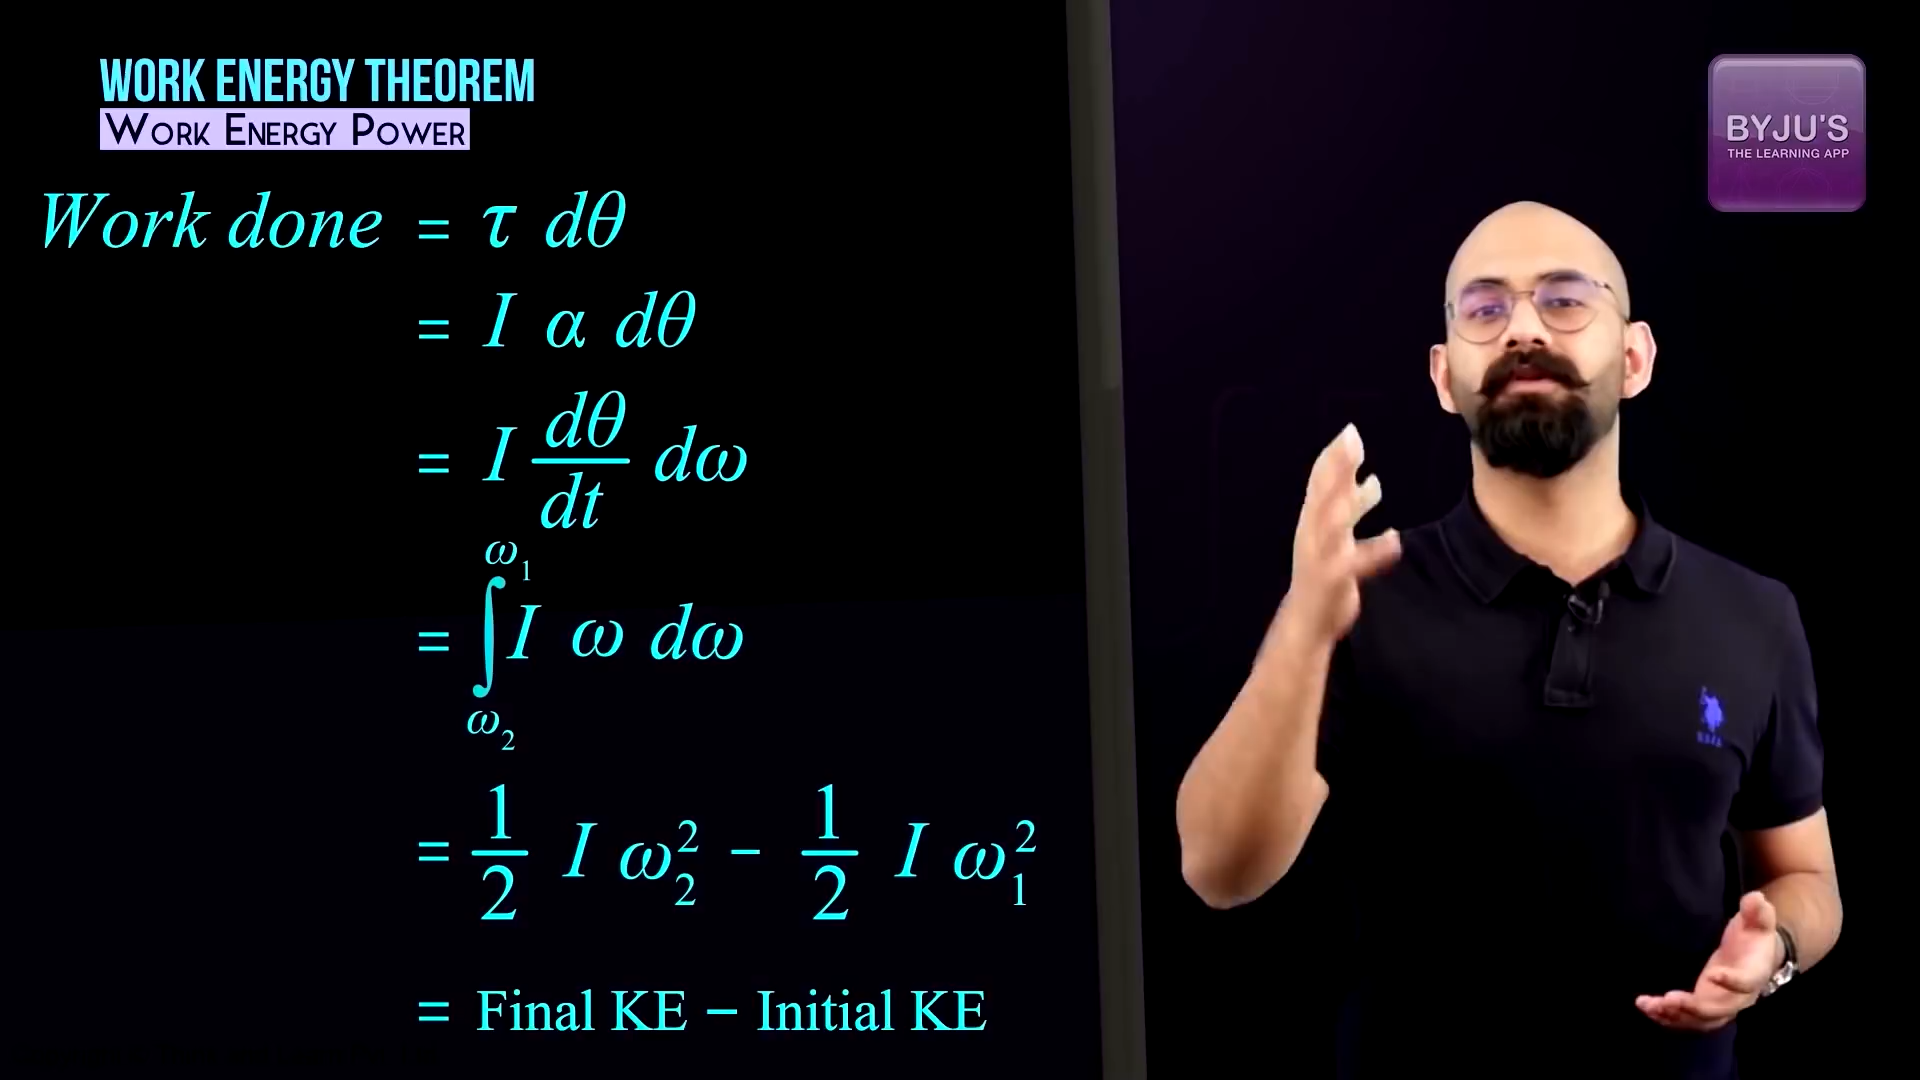 WORK ENERGY THEOREM
WORK ENERGY POWER
BYJU'S
THE LEARNING APP
Work done = τ dθ
= I α dθ
= I dθ/dt dω
= ∫_{ω₂}^{ω₁} I ω dω
= 1/2 I ω₂² - 1/2 I ω₁²
= Final KE – Initial KE